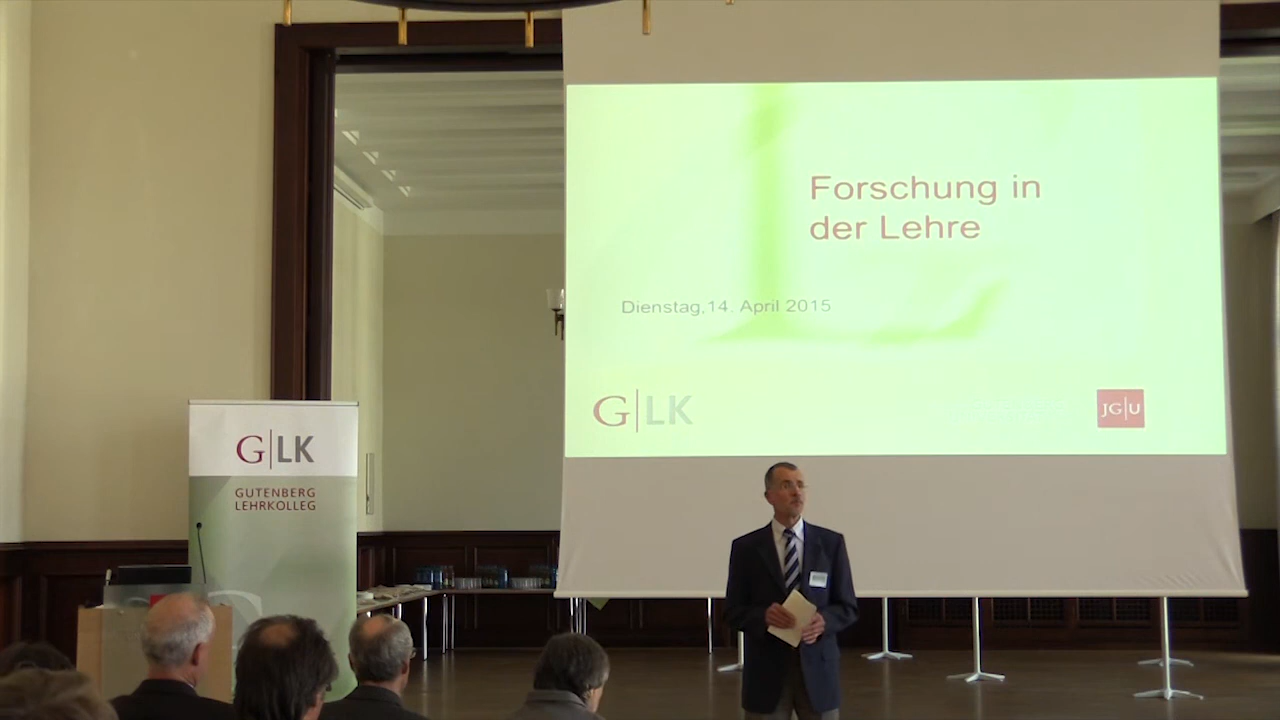 Forschung in
der Lehre
Dienstag,14. April 2015
G|LK
JG|U
G|LK
GUTENBERG
LEHRKOLLEG